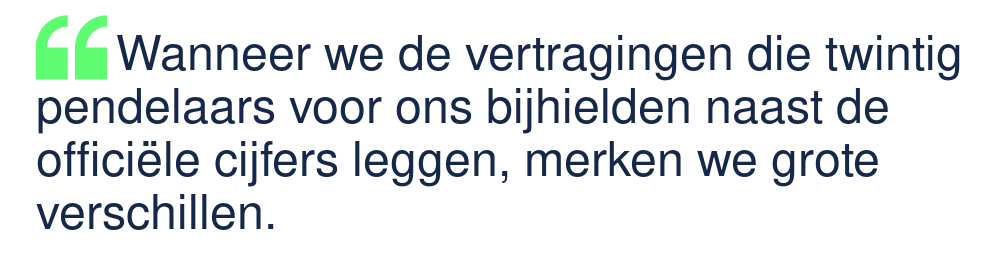 “Wanneer we de vertragingen die twintig
pendelaars voor ons bijhielden naast de
officiële cijfers leggen, merken we grote
verschillen.